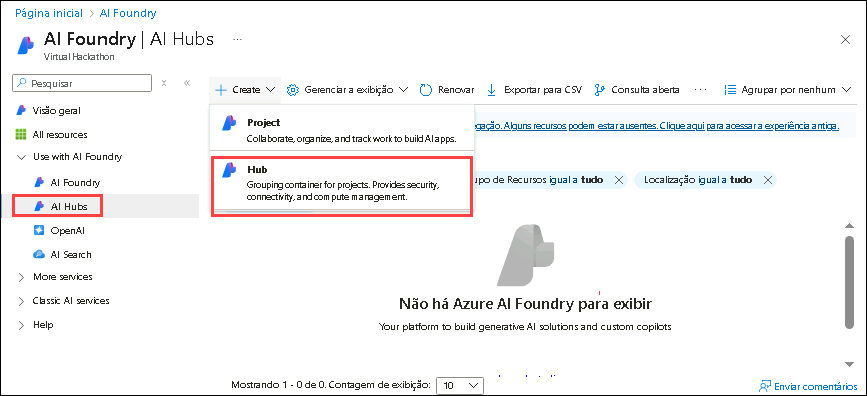 Página inicial > AI Foundry
AI Foundry | AI Hubs ...
Virtual Hackathon
Pesquisar
Visão geral
All resources
Use with AI Foundry
AI Foundry
AI Hubs
OpenAI
AI Search
More services
Classic AI services
Help
+ Create Gerenciar a exibição Renovar Exportar para CSV Consulta aberta ... Agrupar por nenhum
Project
Collaborate, organize, and track work to build AI apps.
Hub
Grouping container for projects. Provides security,
connectivity, and compute management.
egação. Alguns recursos podem estar ausentes. Clique aqui para acessar a experiência antiga.
upo de Recursos igual a tudo Localização igual a tudo
Não há Azure AI Foundry para exibir
Your platform to build generative AI solutions and custom copilots
Mostrando 1 - 0 de 0. Contagem de exibição: 10
Enviar comentários